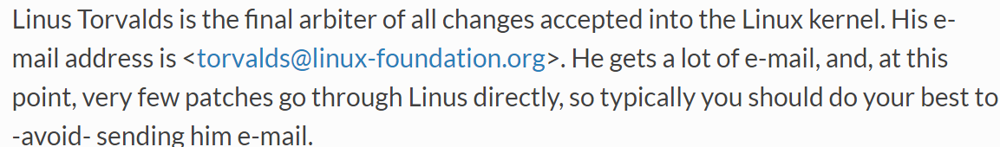 Linus Torvalds is the final arbiter of all changes accepted into the Linux kernel. His e-
mail address is <torvalds@linux-foundation.org>. He gets a lot of e-mail, and, at this
point, very few patches go through Linus directly, so typically you should do your best to
-avoid- sending him e-mail.